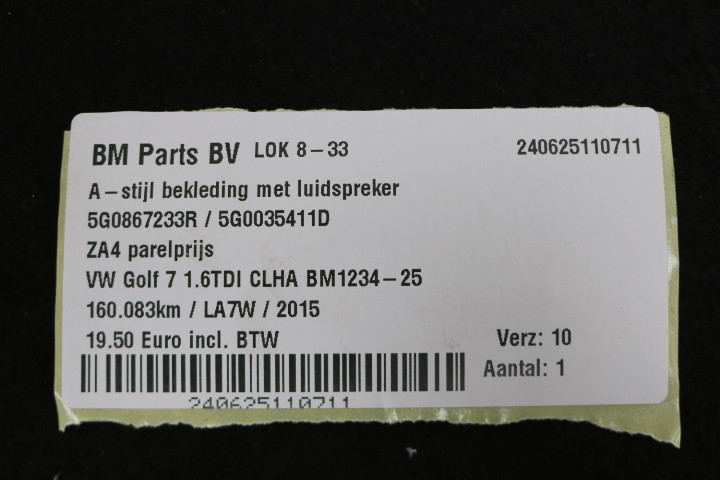 BM Parts BV LOK 8-33 240625110711
A-stijl bekleding met luidspreker
5G0867233R / 5G0035411D
ZA4 parelprijs
VW Golf 7 1.6TDI CLHA BM1234-25
160.083km / LA7W / 2015
19.50 Euro incl. BTW Verz: 10
Aantal: 1
240625110711